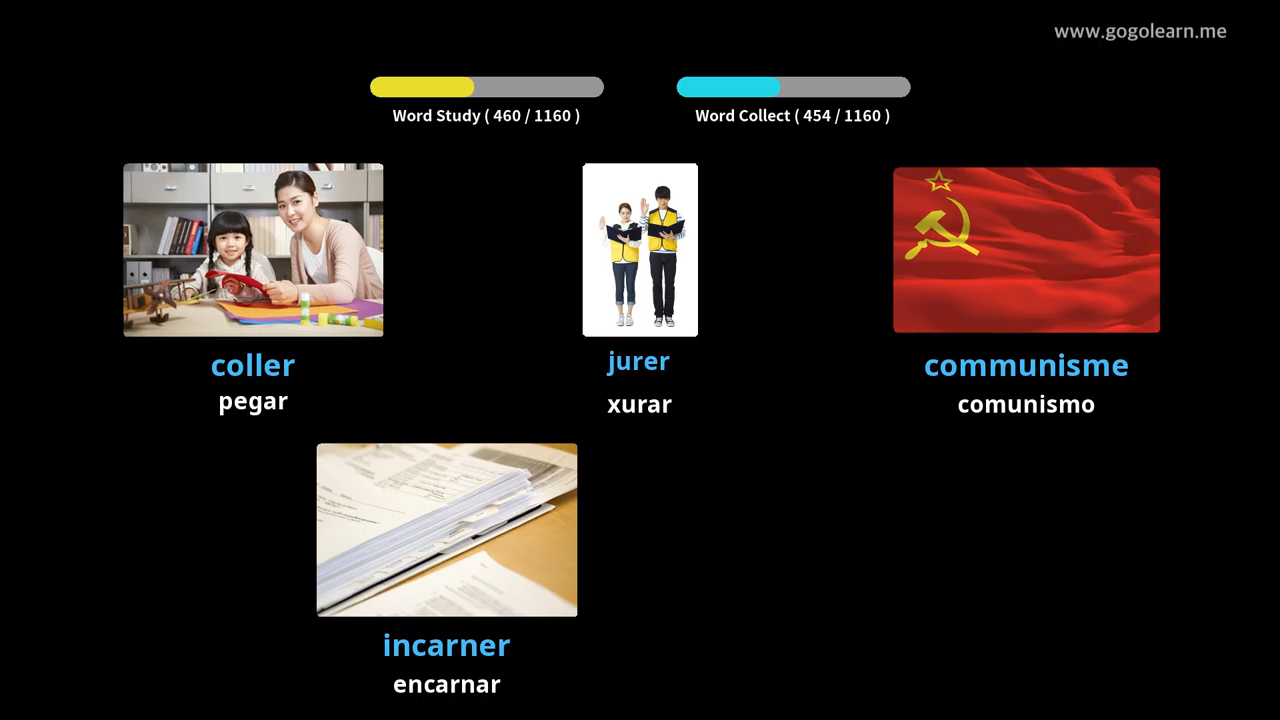 www.gogolearn.me
Word Study ( 460 / 1160 )
Word Collect ( 454 / 1160 )
coller
pegar
jurer
xurar
communisme
comunismo
incarner
encarnar